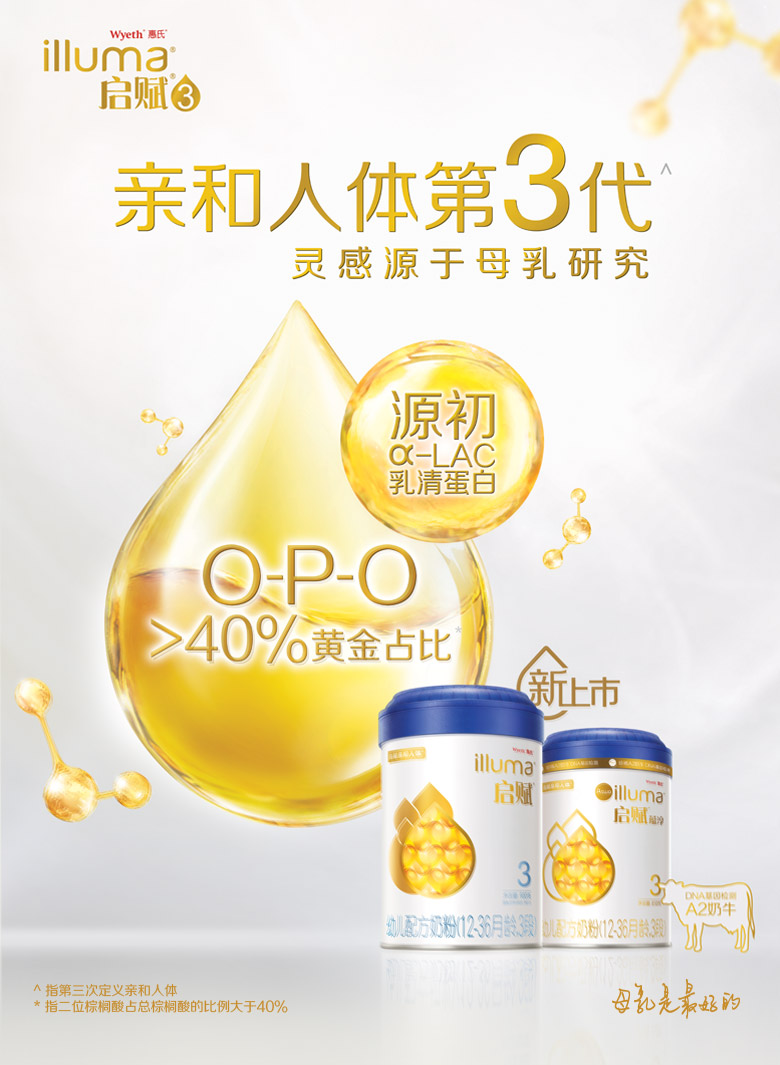 Wyeth® 惠氏®
illuma®
启赋®3
亲和人体第3代^
灵感源于母乳研究
源初
α-LAC
乳清蛋白
O-P-O
>40%黄金占比*
新上市
Wyeth 惠氏
illuma®
启赋®
3
幼儿配方奶粉(12-36月龄,3段)
Wyeth 惠氏
illuma®
启赋®蕴淳
3
幼儿配方奶粉(12-36月龄,3段)
DNA基因检测
A2奶牛
^ 指第三次定义亲和人体
* 指二位棕榈酸占总棕榈酸的比例大于40%
母乳是最好的